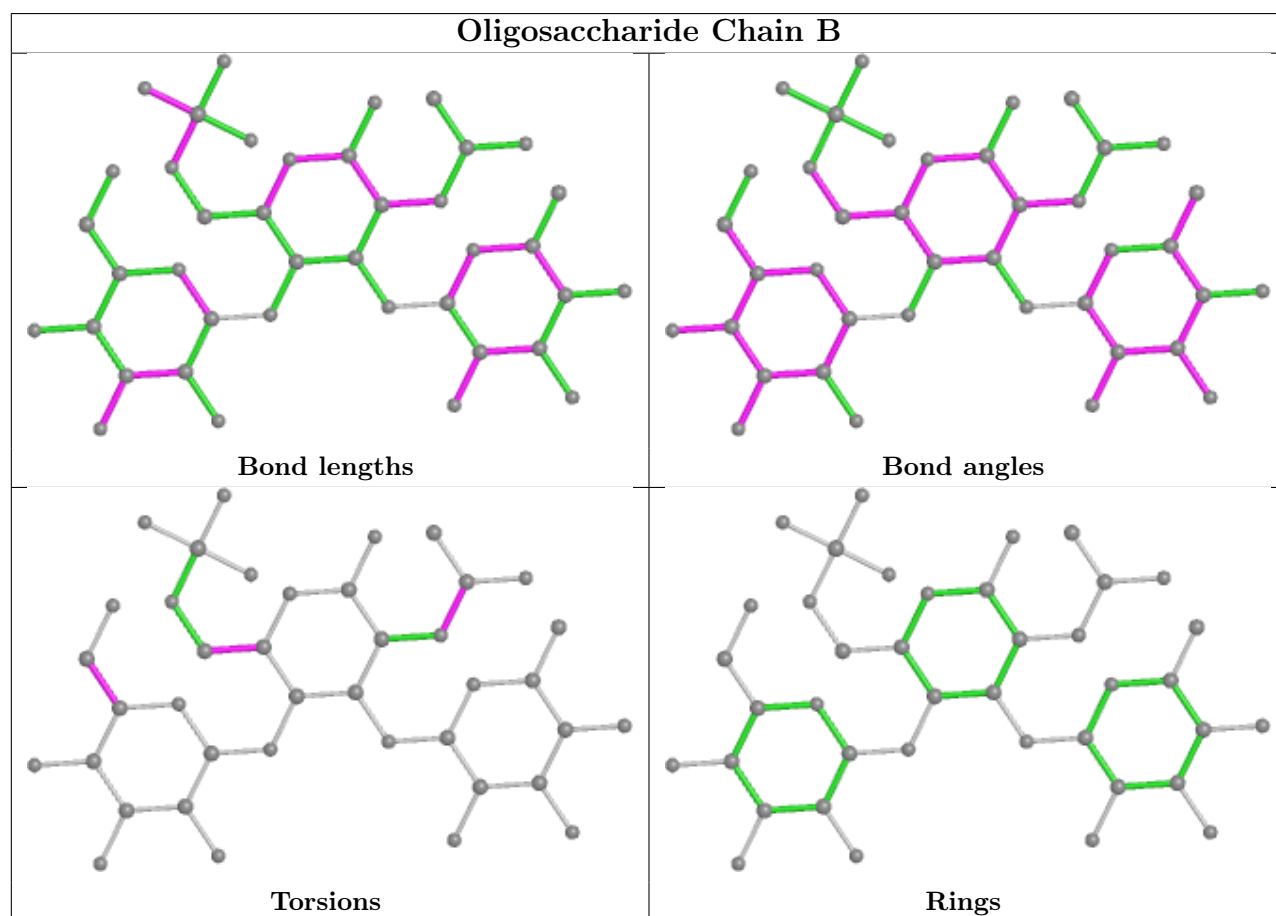 Oligosaccharide Chain B
Bond lengths
Bond angles
Torsions
Rings